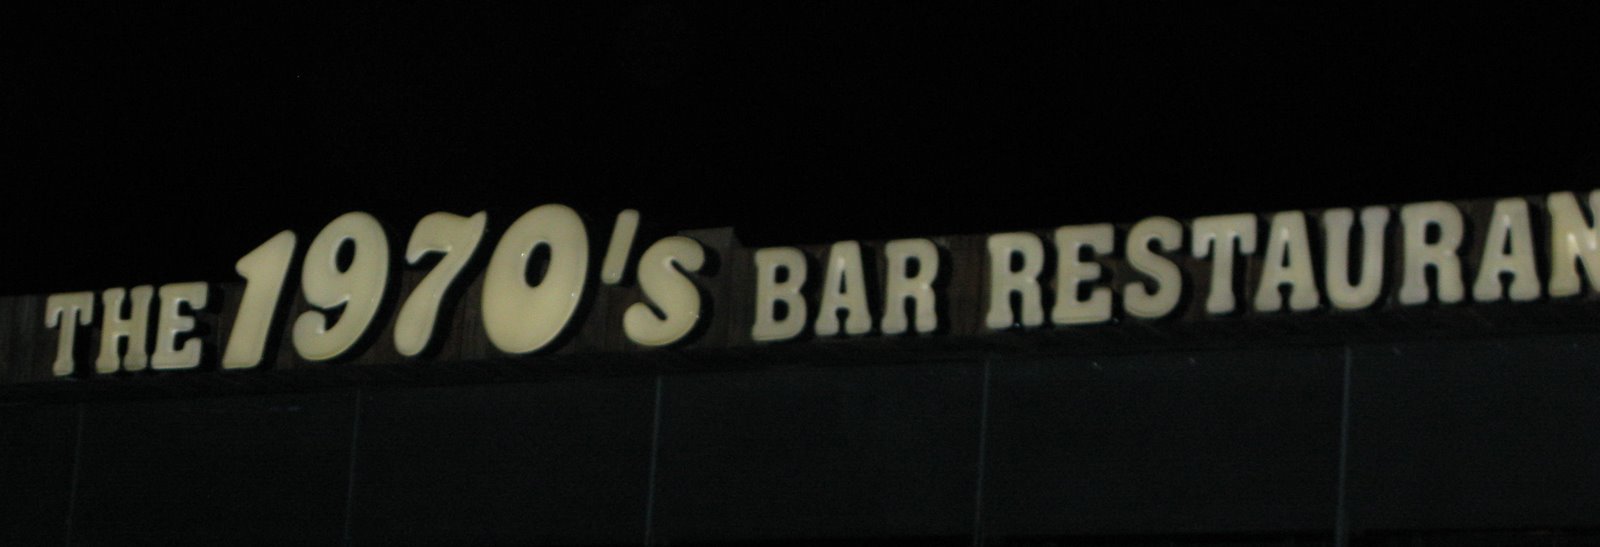 THE 1970's BAR RESTAURAN